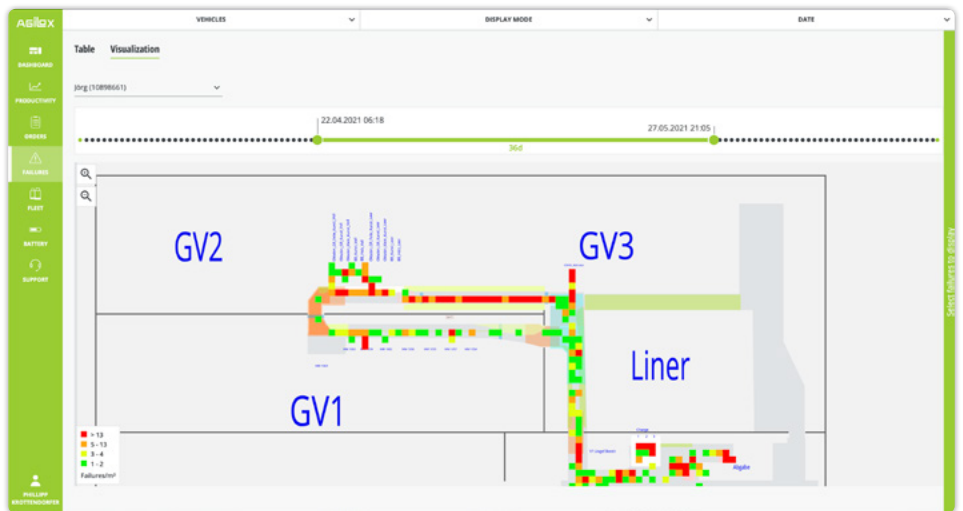 AGILOX
VEHICLES
DISPLAY MODE
DATE
DASHBOARD
PRODUCTIVITY
ORDERS
FAILURES
FLEET
BATTERY
SUPPORT
PHILLIPP
KROTTENDORFER
Table Visualization
Jörg (10898661)
22.04.2021 06:18
27.05.2021 21:05
36d
GV2
GV3
Liner
GV1
Abgabe
> 13
5 - 13
3 - 4
1 - 2
Failures/m²
Select failures to display